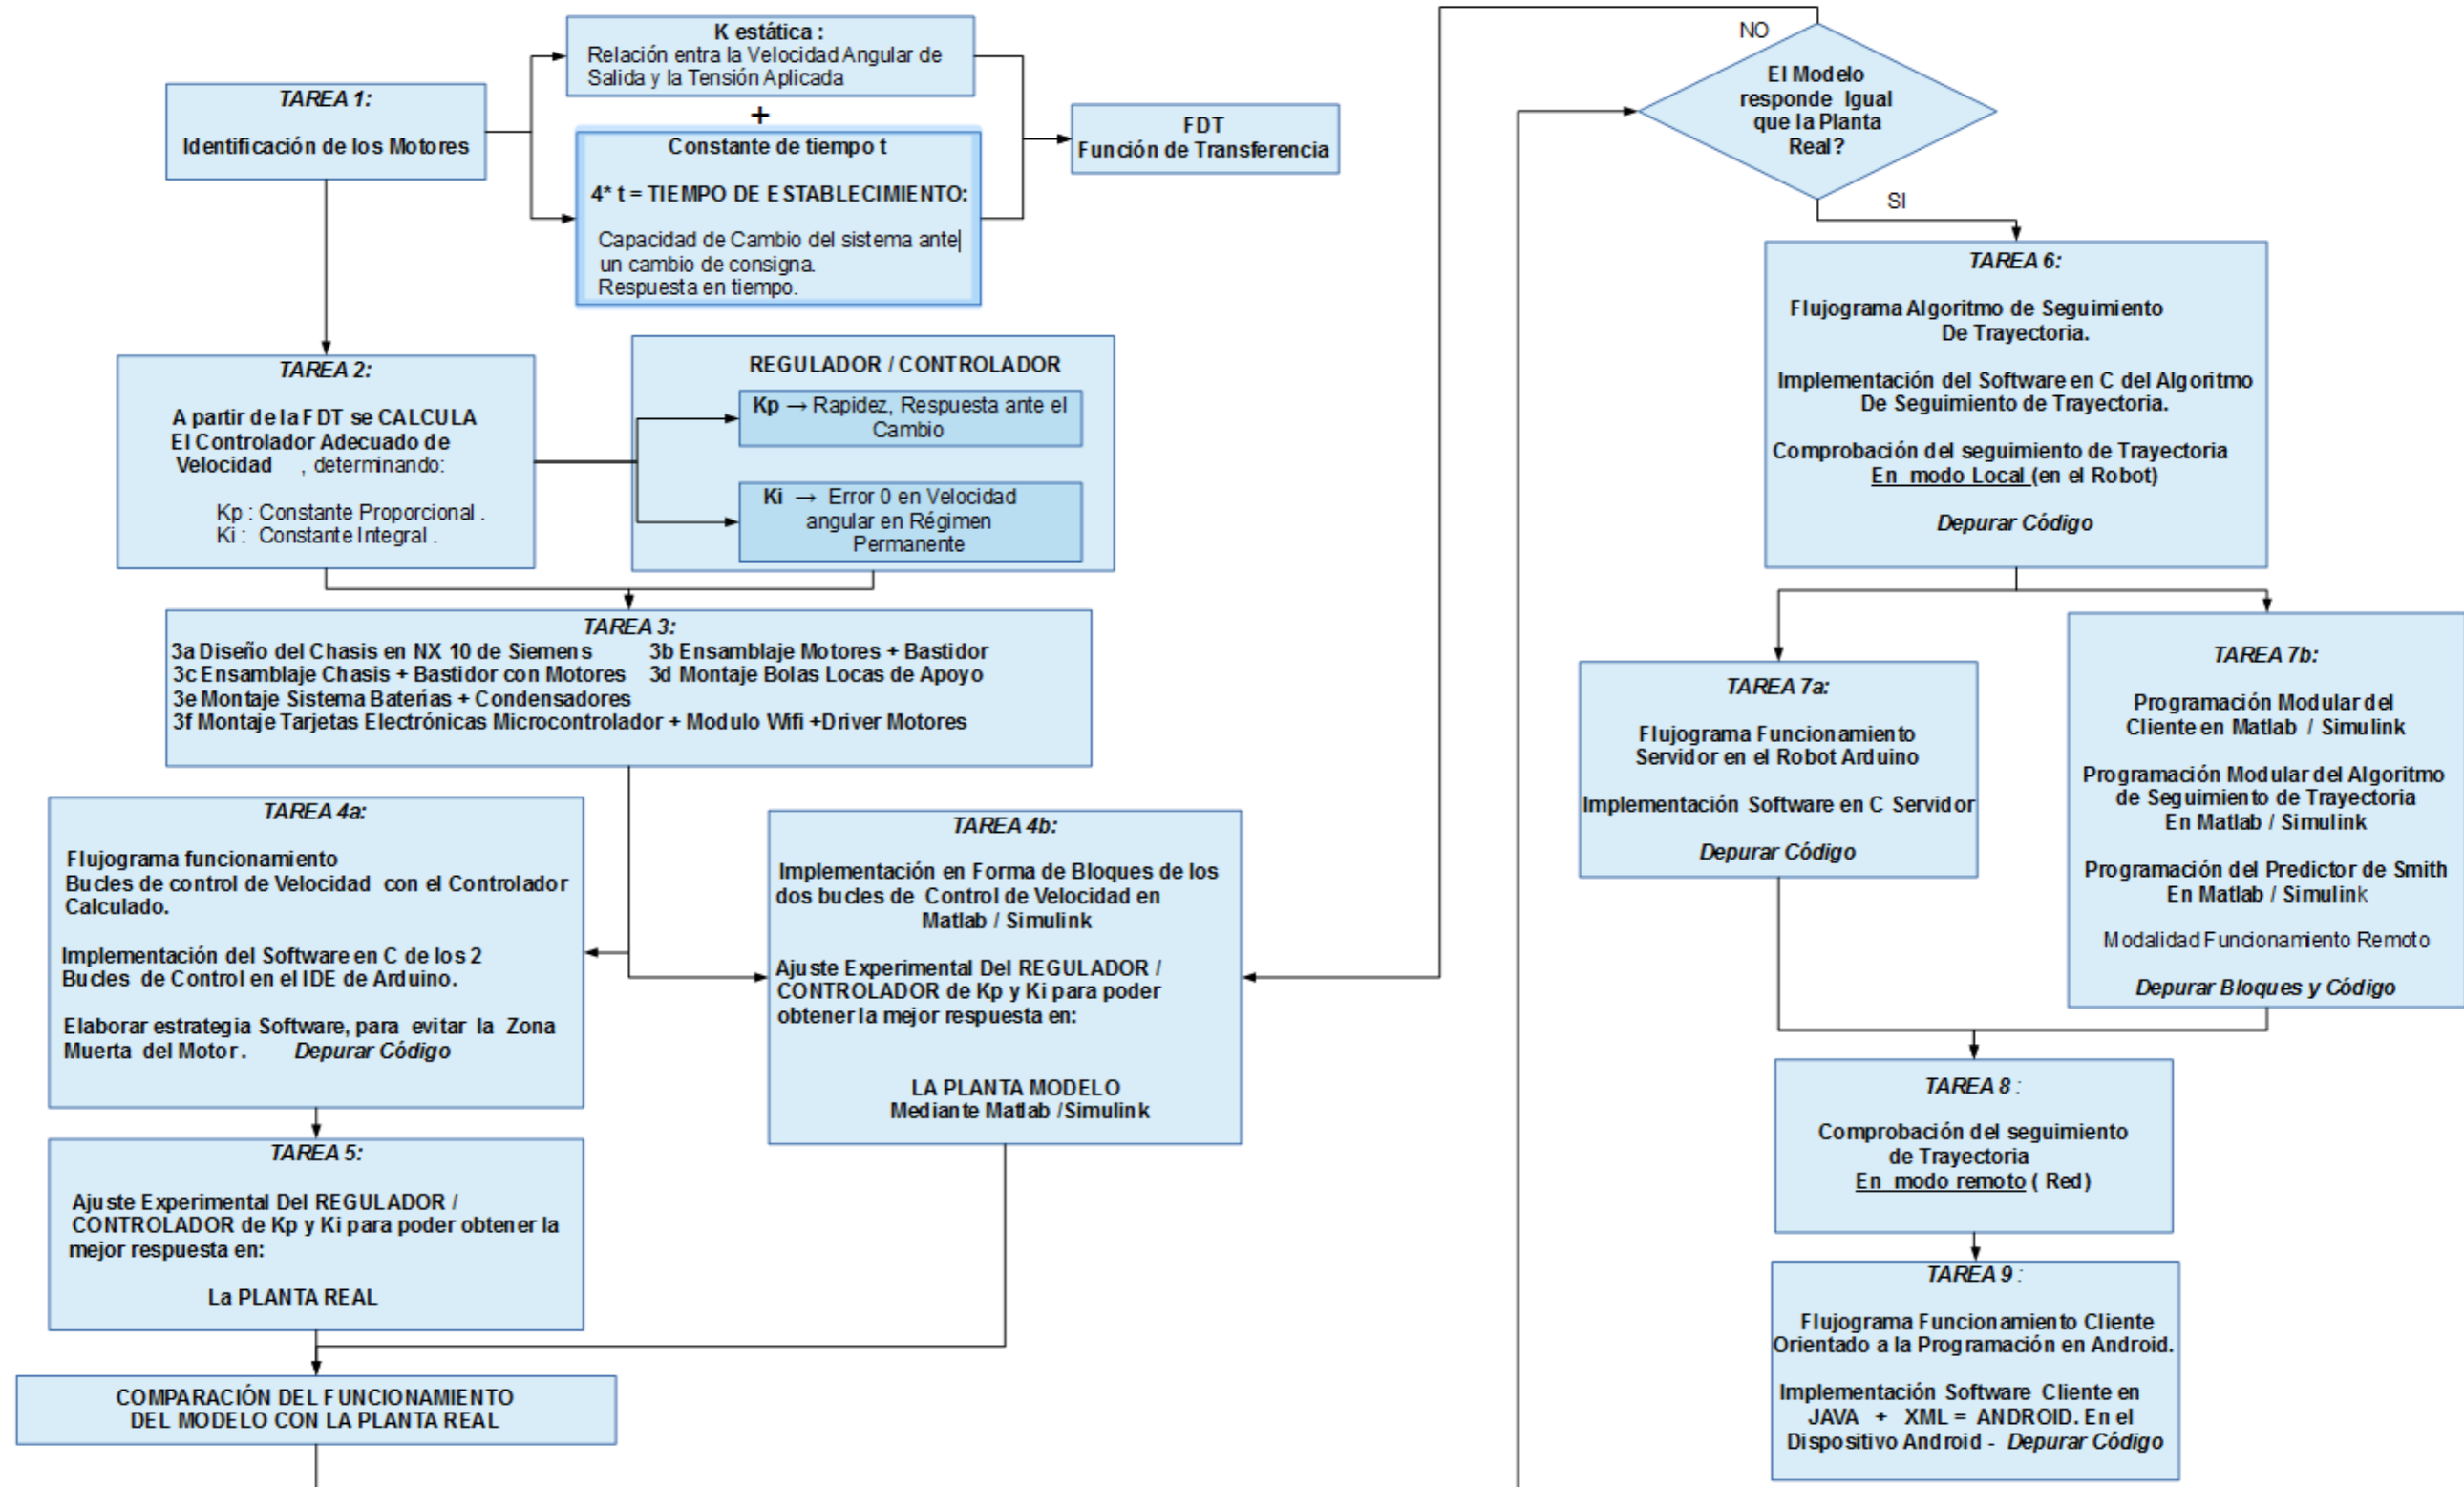 TAREA 1:
Identificación de los Motores
K estática :
Relación entra la Velocidad Angular de
Salida y la Tensión Aplicada
+
Constante de tiempo t
4* t = TIEMPO DE ESTABLECIMIENTO:
Capacidad de Cambio del sistema ante
un cambio de consigna.
Respuesta en tiempo.
FDT
Función de Transferencia
TAREA 2:
A partir de la FDT se CALCULA
El Controlador Adecuado de
Velocidad , determinando:
Kp : Constante Proporcional .
Ki : Constante Integral .
REGULADOR / CONTROLADOR
Kp → Rapidez, Respuesta ante el
Cambio
Ki → Error 0 en Velocidad
angular en Régimen
Permanente
TAREA 3:
3a Diseño del Chasis en NX 10 de Siemens 3b Ensamblaje Motores + Bastidor
3c Ensamblaje Chasis + Bastidor con Motores 3d Montaje Bolas Locas de Apoyo
3e Montaje Sistema Baterías + Condensadores
3f Montaje Tarjetas Electrónicas Microcontrolador + Modulo Wifi +Driver Motores
TAREA 4a:
Flujograma funcionamiento
Bucles de control de Velocidad con el Controlador
Calculado.
Implementación del Software en C de los 2
Bucles de Control en el IDE de Arduino.
Elaborar estrategia Software, para evitar la Zona
Muerta del Motor. Depurar Código
TAREA 4b:
Implementación en Forma de Bloques de los
dos bucles de Control de Velocidad en
Matlab / Simulink
Ajuste Experimental Del REGULADOR /
CONTROLADOR de Kp y Ki para poder
obtener la mejor respuesta en:
LA PLANTA MODELO
Mediante Matlab /Simulink
TAREA 5:
Ajuste Experimental Del REGULADOR /
CONTROLADOR de Kp y Ki para poder obtener la
mejor respuesta en:
La PLANTA REAL
COMPARACIÓN DEL FUNCIONAMIENTO
DEL MODELO CON LA PLANTA REAL
NO
El Modelo
responde Igual
que la Planta
Real?
SI
TAREA 6:
Flujograma Algoritmo de Seguimiento
De Trayectoria.
Implementación del Software en C del Algoritmo
De Seguimiento de Trayectoria.
Comprobación del seguimiento de Trayectoria
En modo Local (en el Robot)
Depurar Código
TAREA 7a:
Flujograma Funcionamiento
Servidor en el Robot Arduino
Implementación Software en C Servidor
Depurar Código
TAREA 7b:
Programación Modular del
Cliente en Matlab / Simulink
Programación Modular del Algoritmo
de Seguimiento de Trayectoria
En Matlab / Simulink
Programación del Predictor de Smith
En Matlab / Simulink
Modalidad Funcionamiento Remoto
Depurar Bloques y Código
TAREA 8 :
Comprobación del seguimiento
de Trayectoria
En modo remoto ( Red)
TAREA 9 :
Flujograma Funcionamiento Cliente
Orientado a la Programación en Android.
Implementación Software Cliente en
JAVA + XML = ANDROID. En el
Dispositivo Android - Depurar Código